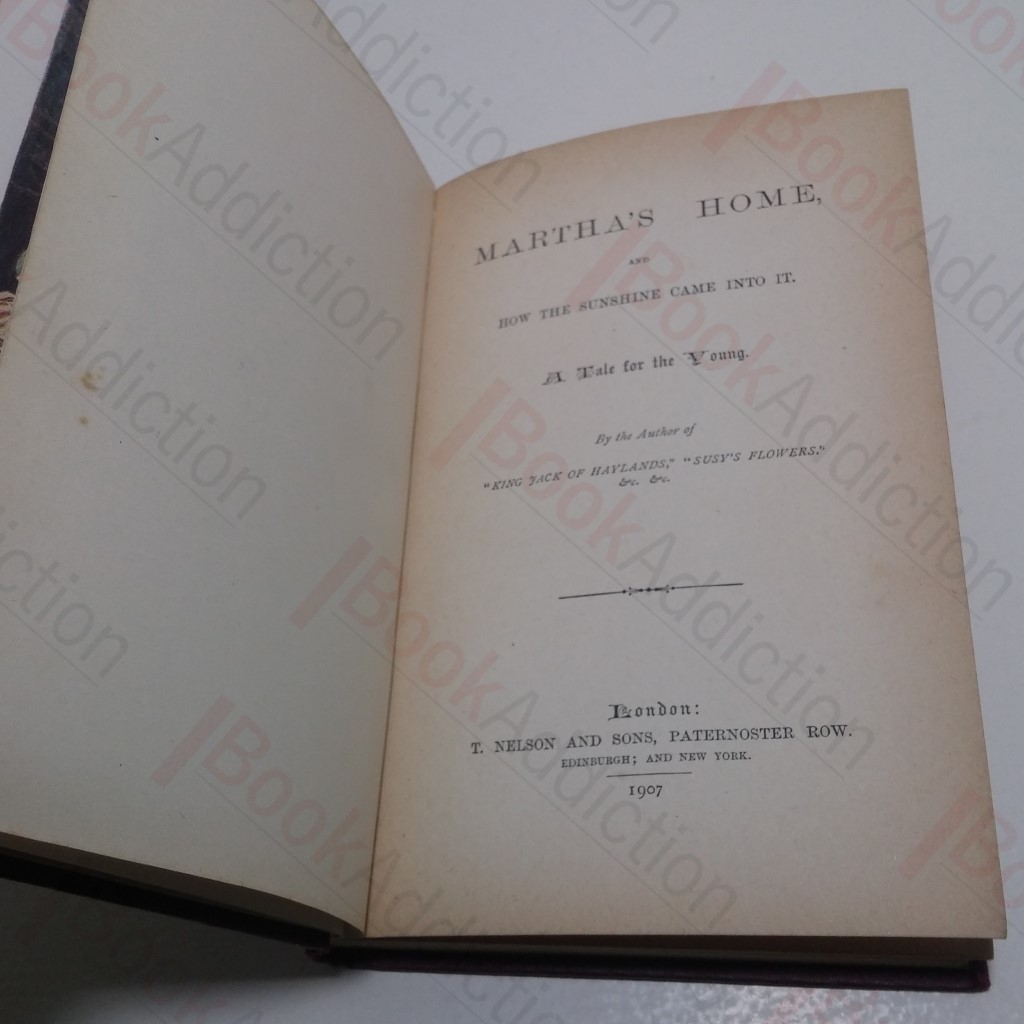 MARTHA'S HOME,
AND
HOW THE SUNSHINE CAME INTO IT.
A Tale for the Young.
By the Author of
"KING JACK OF HAYLANDS," "SUSY'S FLOWERS."
&c. &c.
London:
T. NELSON AND SONS, PATERNOSTER ROW.
EDINBURGH; AND NEW YORK.
1907
BookAddiction